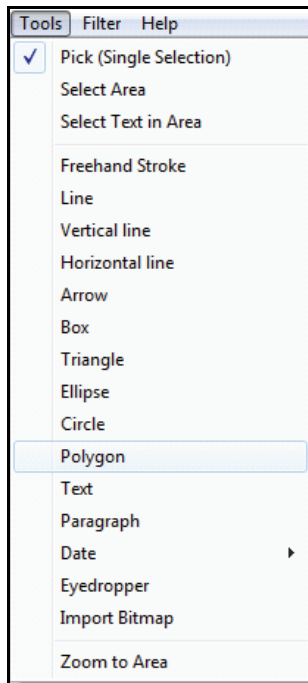 Tools Filter Help
Pick (Single Selection)
Select Area
Select Text in Area
Freehand Stroke
Line
Vertical line
Horizontal line
Arrow
Box
Triangle
Ellipse
Circle
Polygon
Text
Paragraph
Date
Eyedropper
Import Bitmap
Zoom to Area